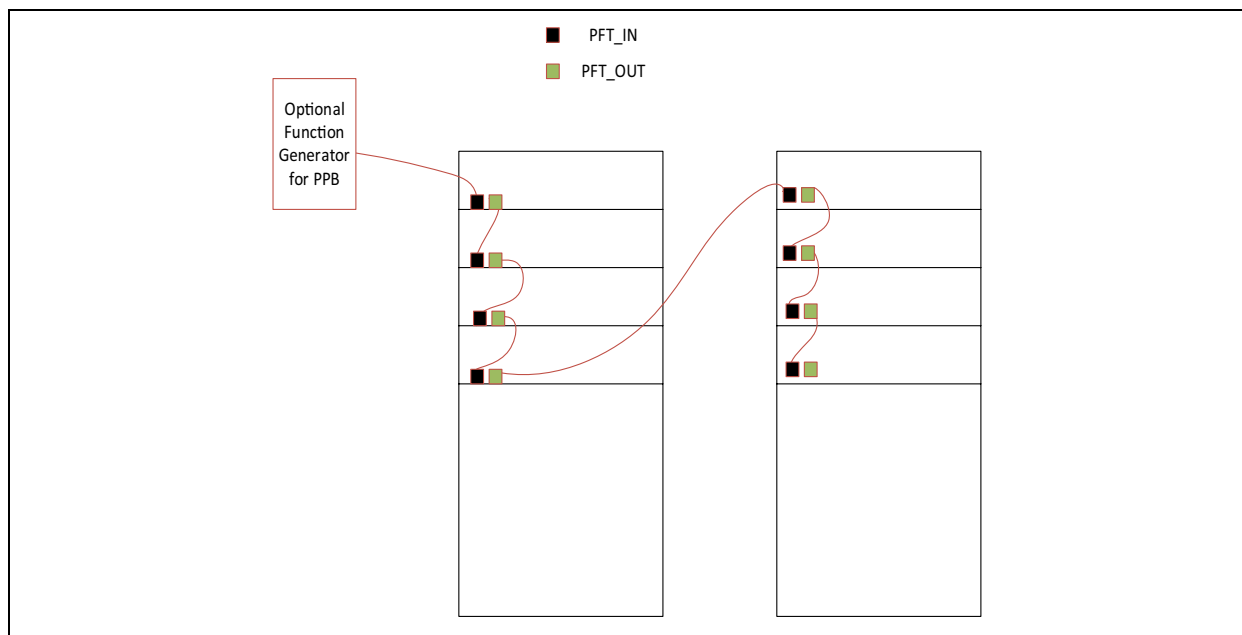 PFT_IN
PFT_OUT
Optional
Function
Generator
for PPB